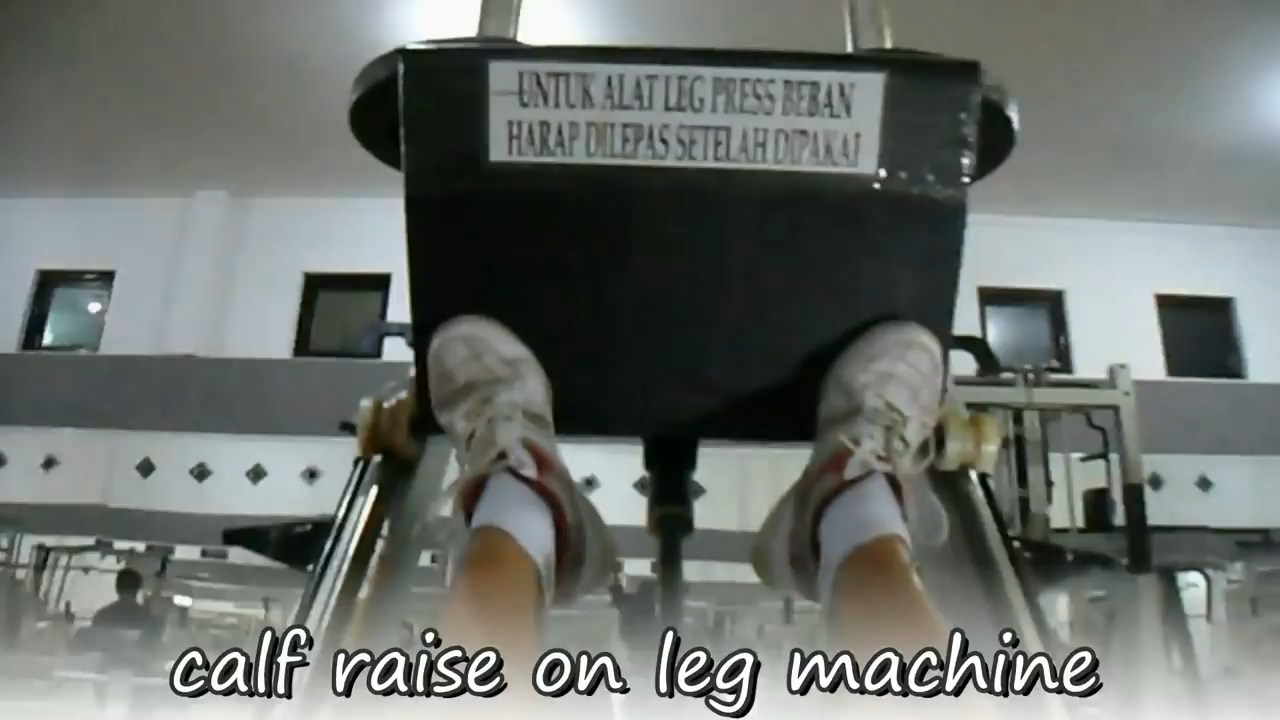 UNTUK ALAT LEG PRESS BEBAN
HARAP DILEPAS SETELAH DIPAKAI
calf raise on leg machine